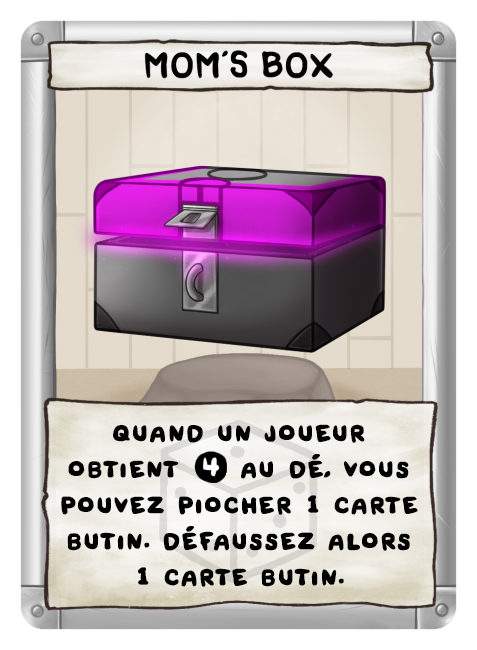 MOM'S BOX
QUAND UN JOUEUR
OBTIENT 4 AU DÉ, VOUS
POUVEZ PIOCHER 1 CARTE
BUTIN. DÉFAUSSEZ ALORS
1 CARTE BUTIN.